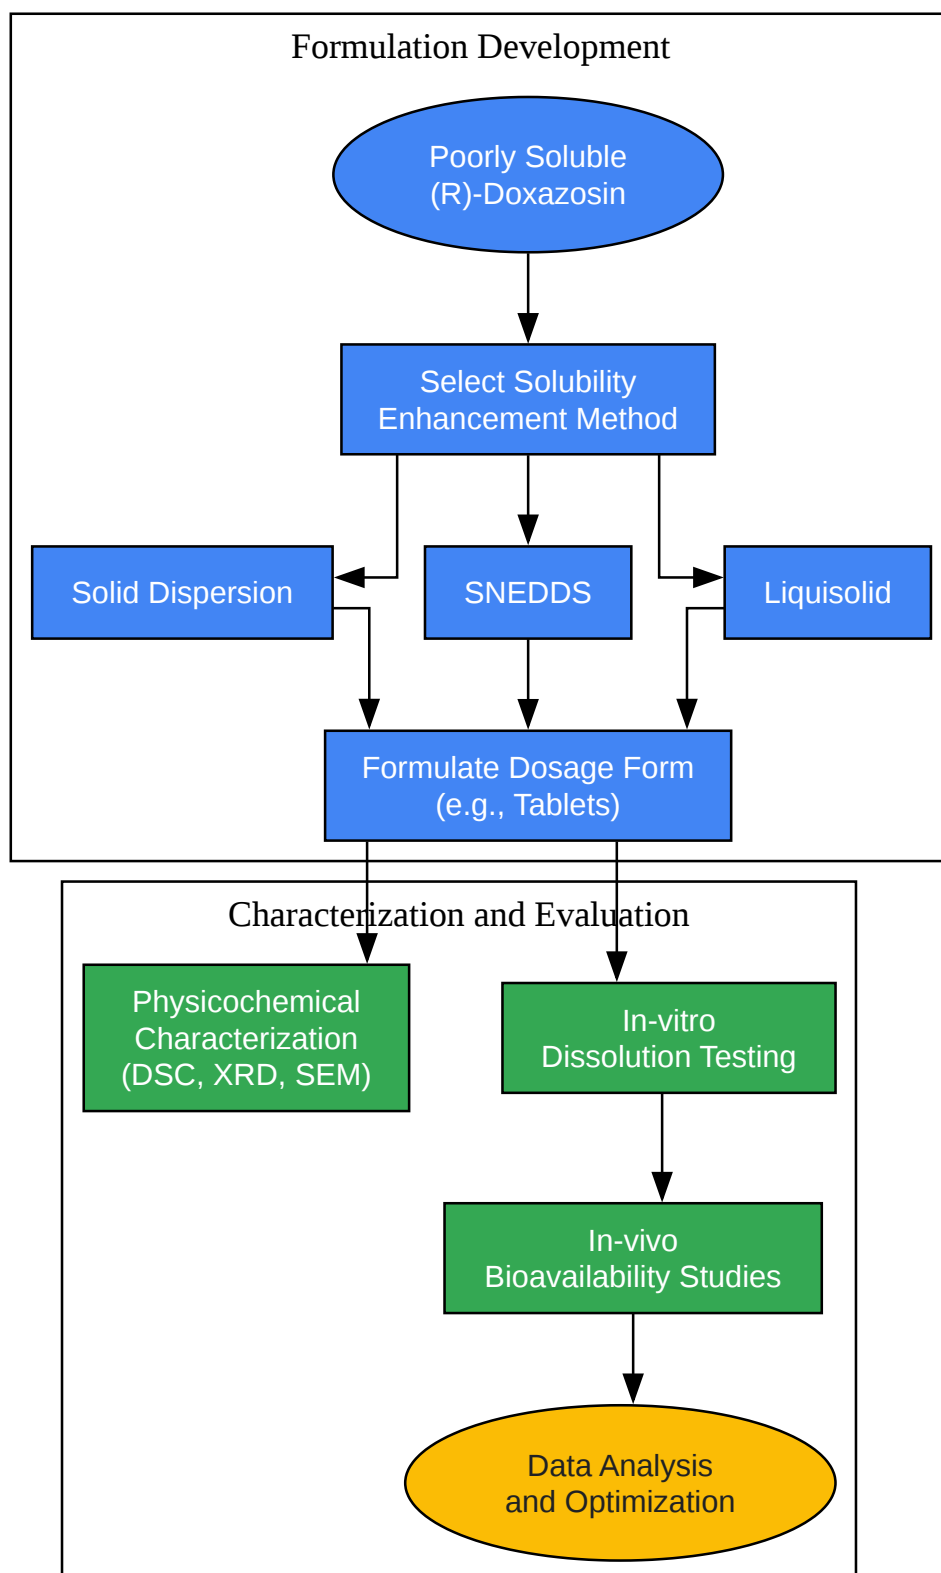 Formulation Development
Poorly Soluble
(R)-Doxazosin
Select Solubility
Enhancement Method
Solid Dispersion
SNEDDS
Liquisolid
Formulate Dosage Form
(e.g., Tablets)
Characterization and Evaluation
Physicochemical
Characterization
(DSC, XRD, SEM)
In-vitro
Dissolution Testing
In-vivo
Bioavailability Studies
Data Analysis
and Optimization